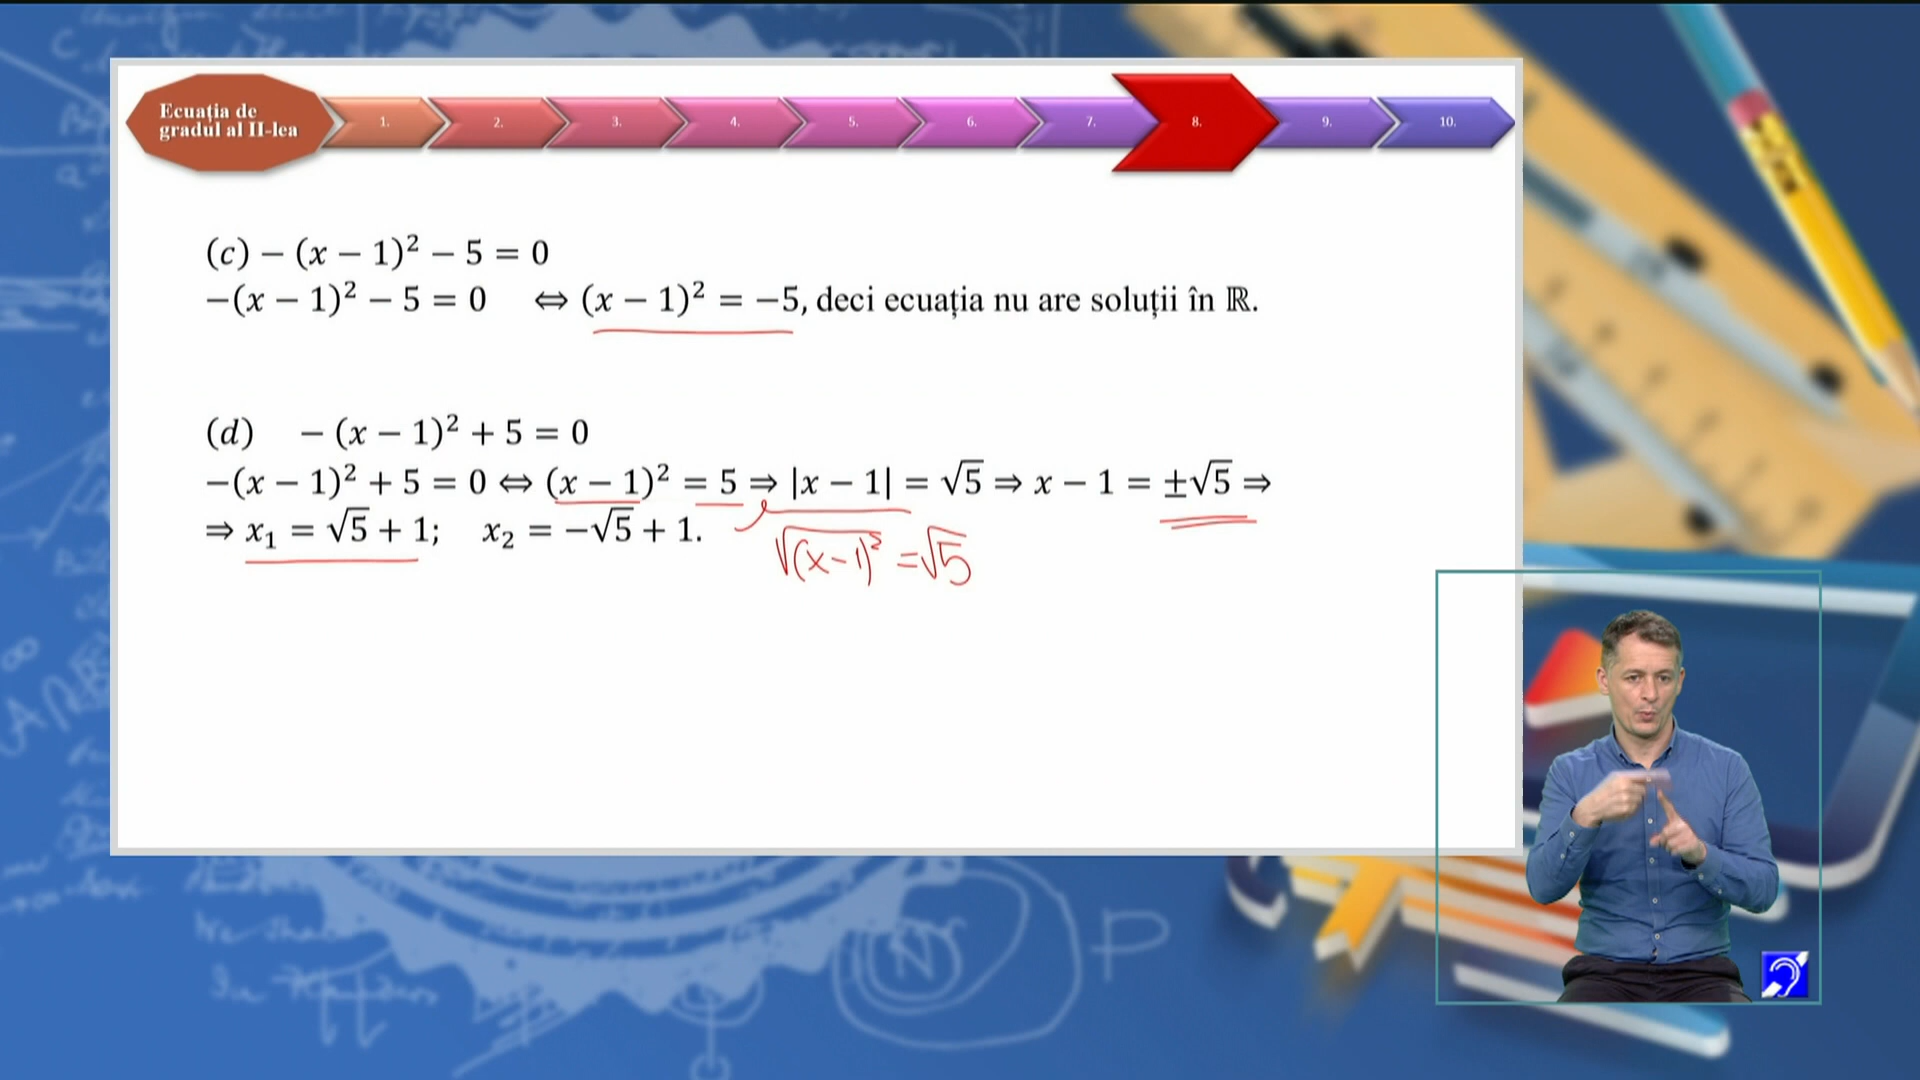 Ecuația de
gradul al II-lea
1. 2. 3. 4. 5. 6. 7. 8. 9. 10.
(c) − (x − 1)² − 5 = 0
−(x − 1)² − 5 = 0 ⇔ (x − 1)² = −5, deci ecuația nu are soluții în ℝ.
(d) − (x − 1)² + 5 = 0
−(x − 1)² + 5 = 0 ⇔ (x − 1)² = 5 ⇒ |x − 1| = √5 ⇒ x − 1 = ±√5 ⇒
⇒ x₁ = √5 + 1; x₂ = −√5 + 1.
√(x−1)² = √5
P